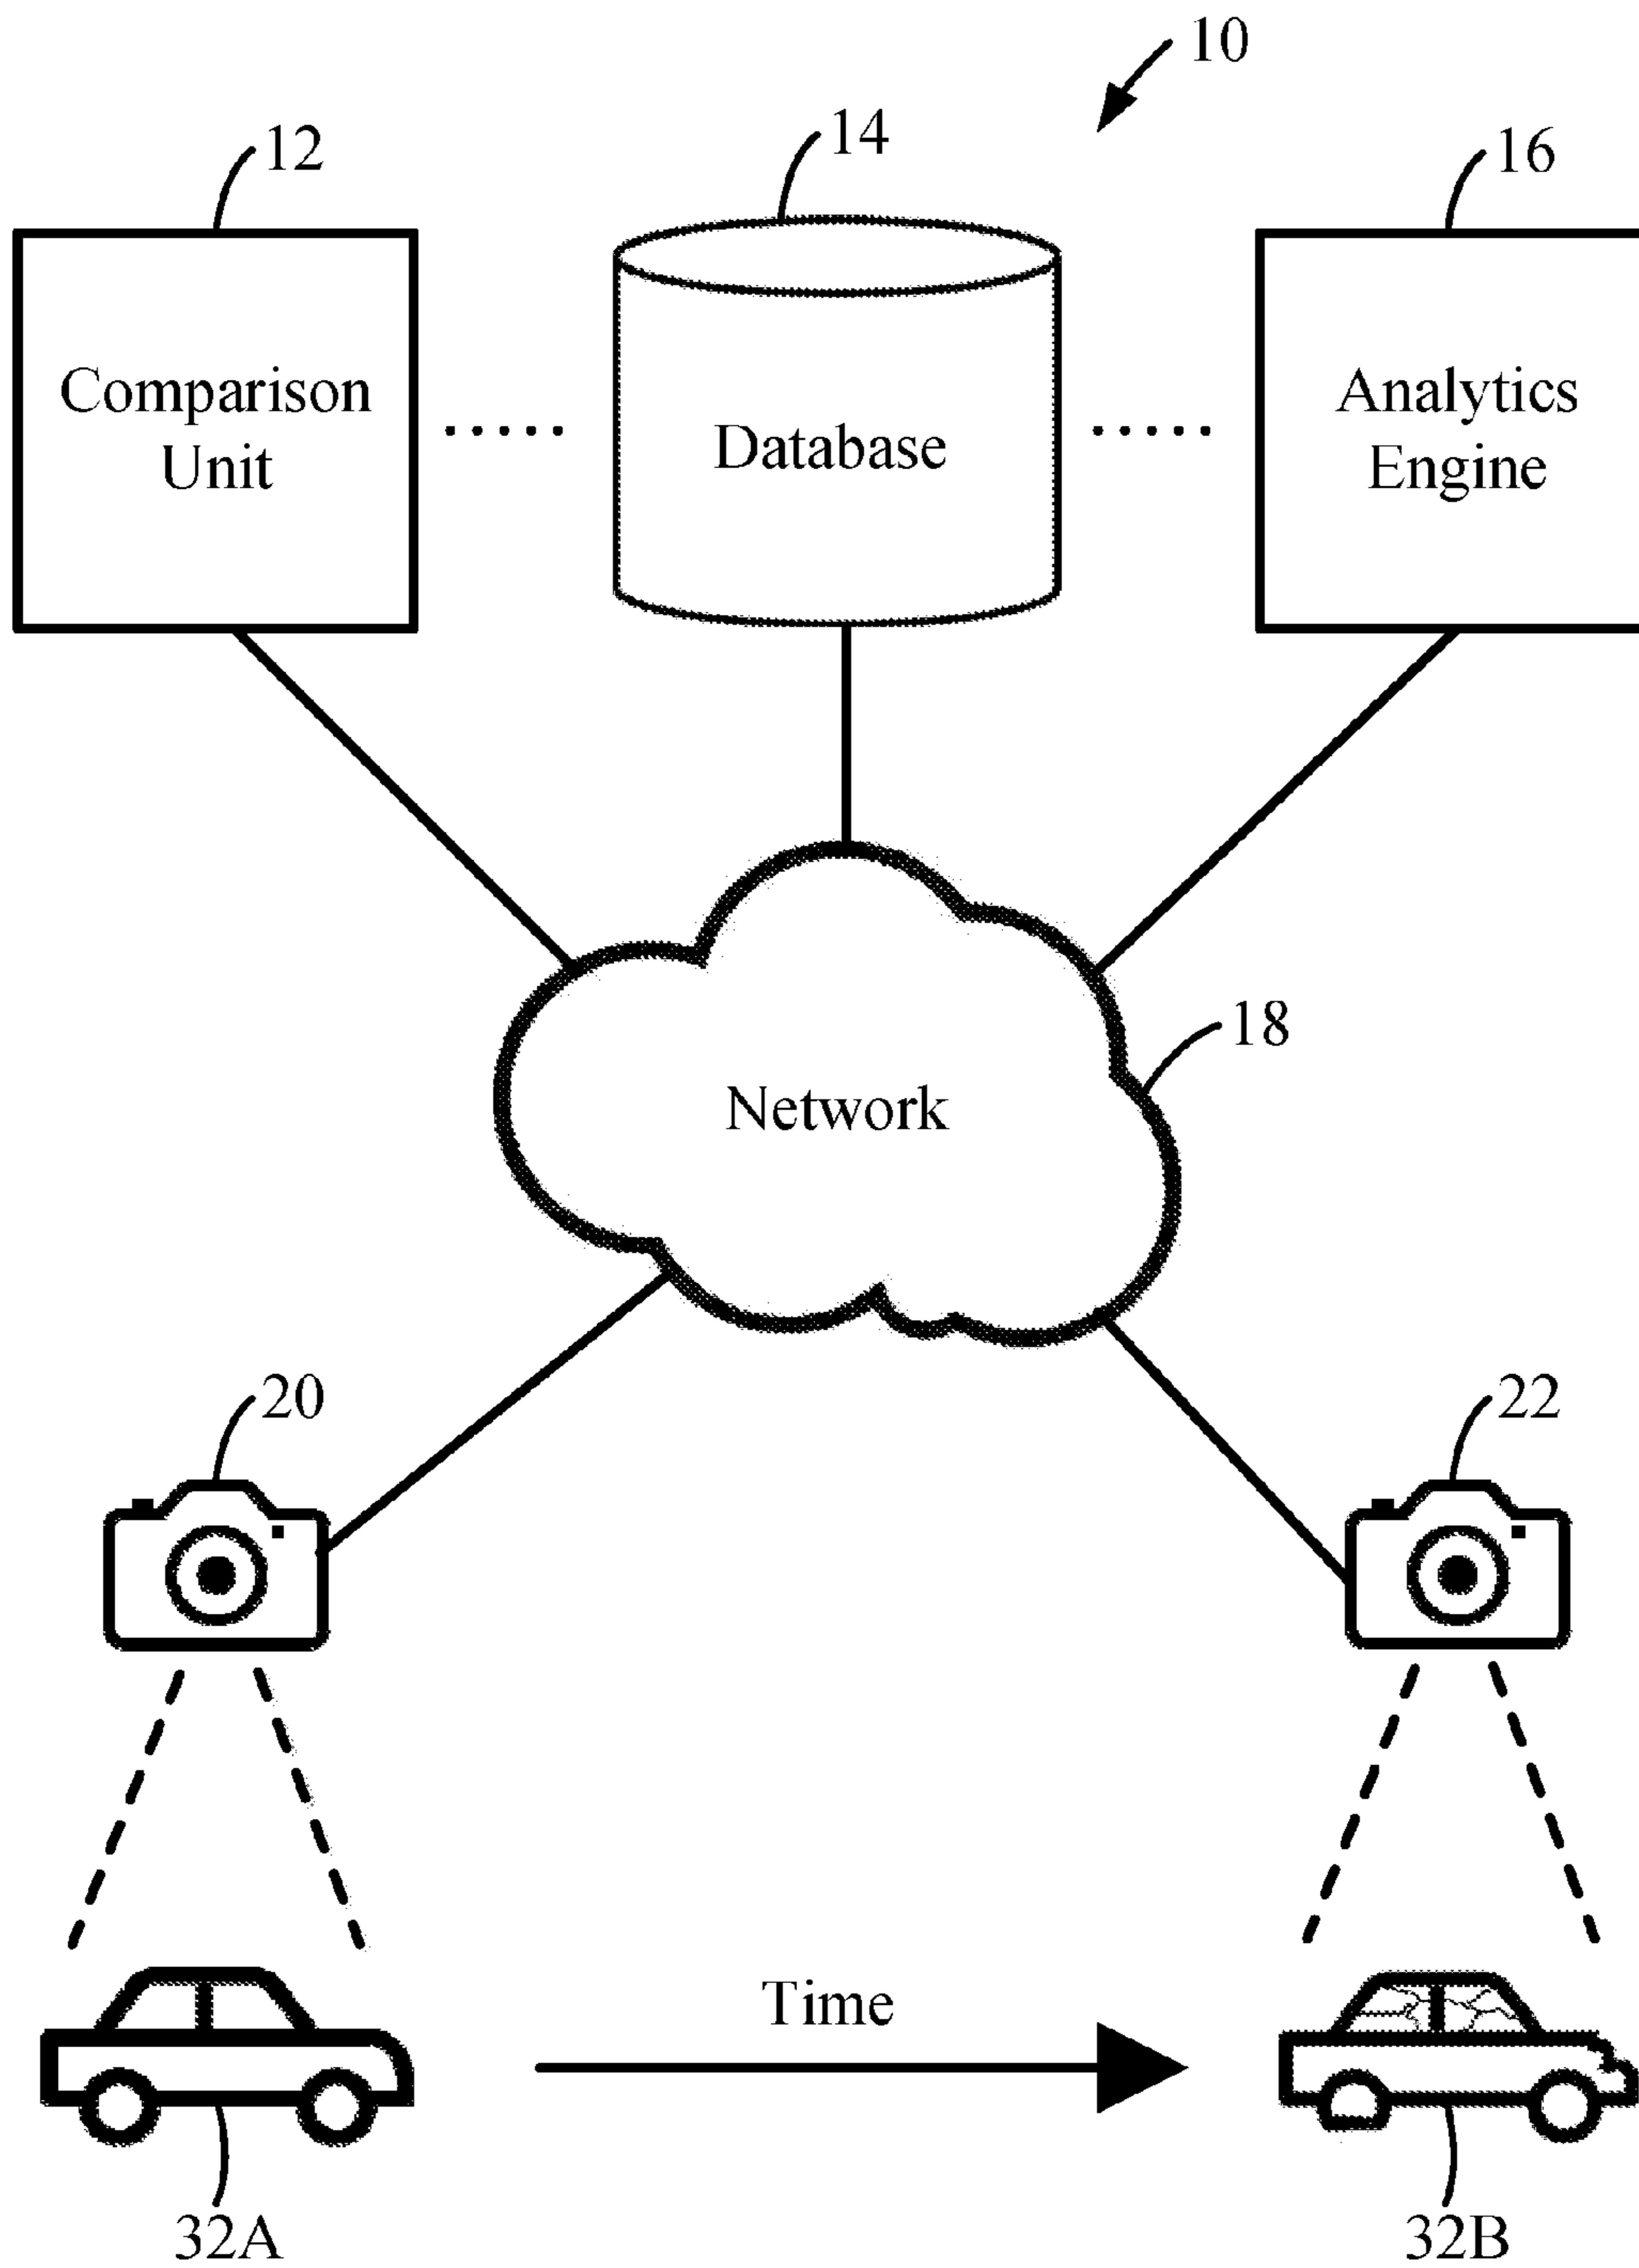 10
12
14
16
Comparison
Unit
Database
Analytics
Engine
18
Network
20
22
Time
32A
32B